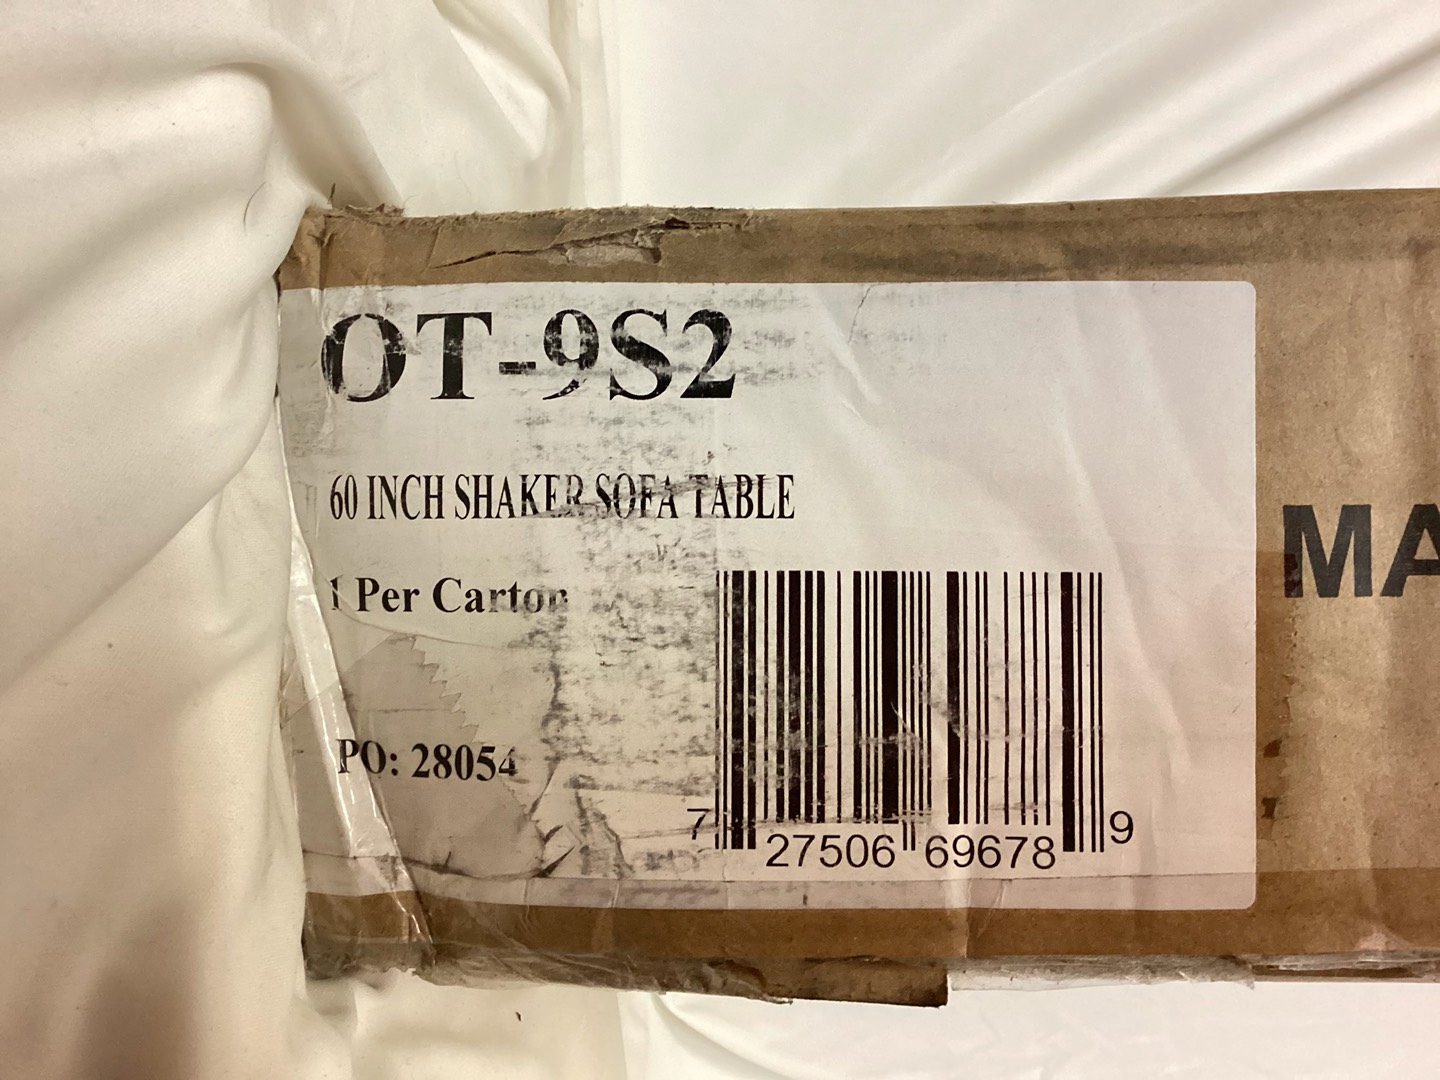 OT-9S2
60 INCH SHAKER SOFA TABLE
1 Per Carton
PO: 28054
7 27506 69678 9
MA